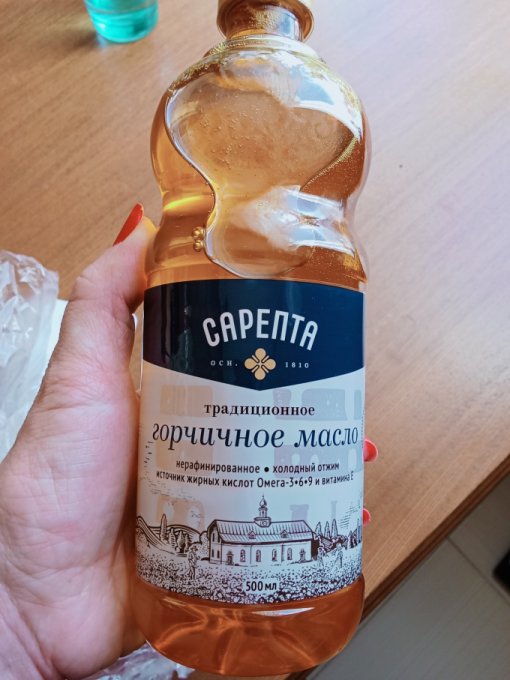 САРЕПТА
ОСН. 1810
традиционное
горчичное масло
нерафинированное • холодный отжим
источник жирных кислот Омега-3•6•9 и витамина Е
500 мл